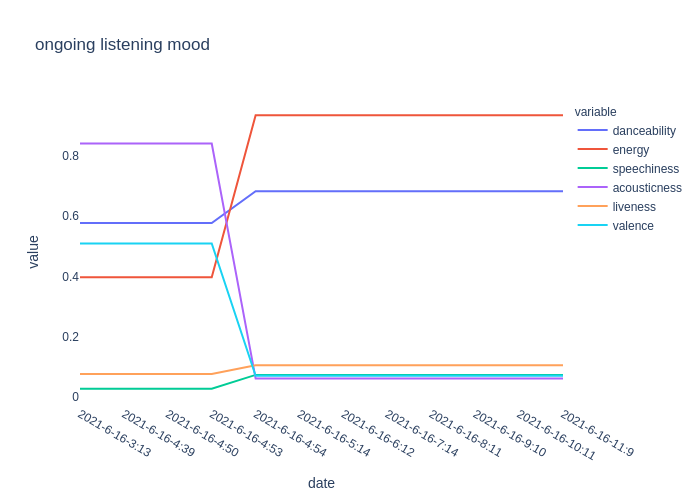 ongoing listening mood
variable
danceability
energy
speechiness
acousticness
liveness
valence
value
0.8
0.6
0.4
0.2
0
2021-6-16-3:13
2021-6-16-4:39
2021-6-16-4:50
2021-6-16-4:53
2021-6-16-4:54
2021-6-16-5:14
2021-6-16-6:12
2021-6-16-7:14
2021-6-16-8:11
2021-6-16-9:10
2021-6-16-10:11
2021-6-16-11:9
date